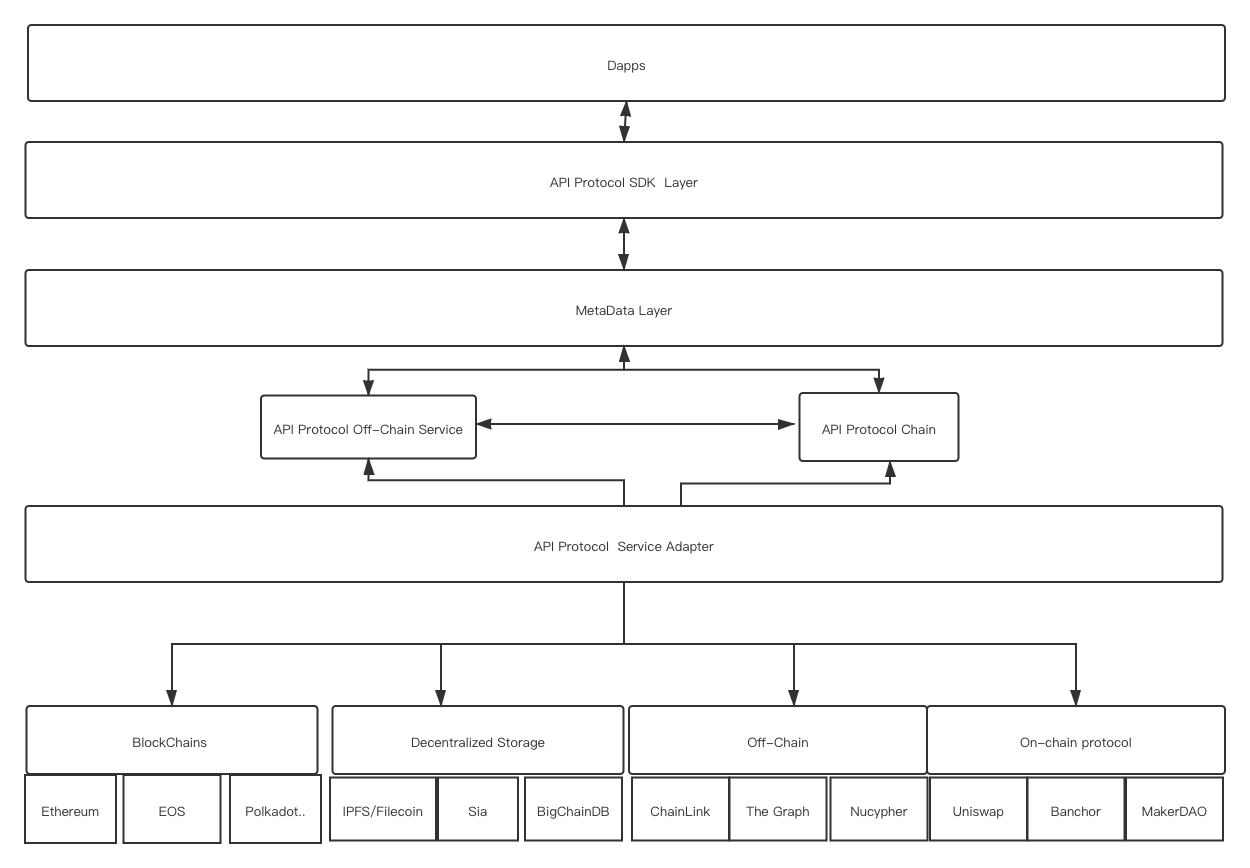 Dapps
API Protocol SDK  Layer
MetaData Layer
API Protocol Off-Chain Service
API Protocol Chain
API Protocol  Service Adapter
BlockChains
Decentralized Storage
Off-Chain
On-chain protocol
Ethereum
EOS
Polkadot..
IPFS/Filecoin
Sia
BigChainDB
ChainLink
The Graph
Nucypher
Uniswap
Banchor
MakerDAO